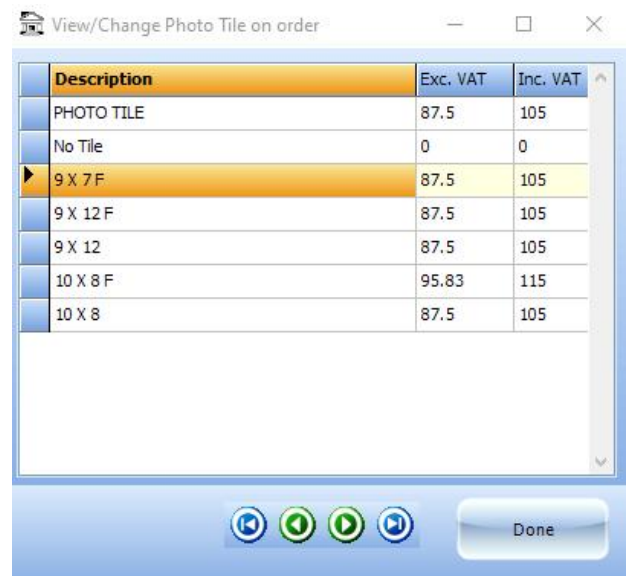 View/Change Photo Tile on order
Description Exc. VAT Inc. VAT
PHOTO TILE 87.5 105
No Tile 0 0
9 X 7 F 87.5 105
9 X 12 F 87.5 105
9 X 12 87.5 105
10 X 8 F 95.83 115
10 X 8 87.5 105
Done